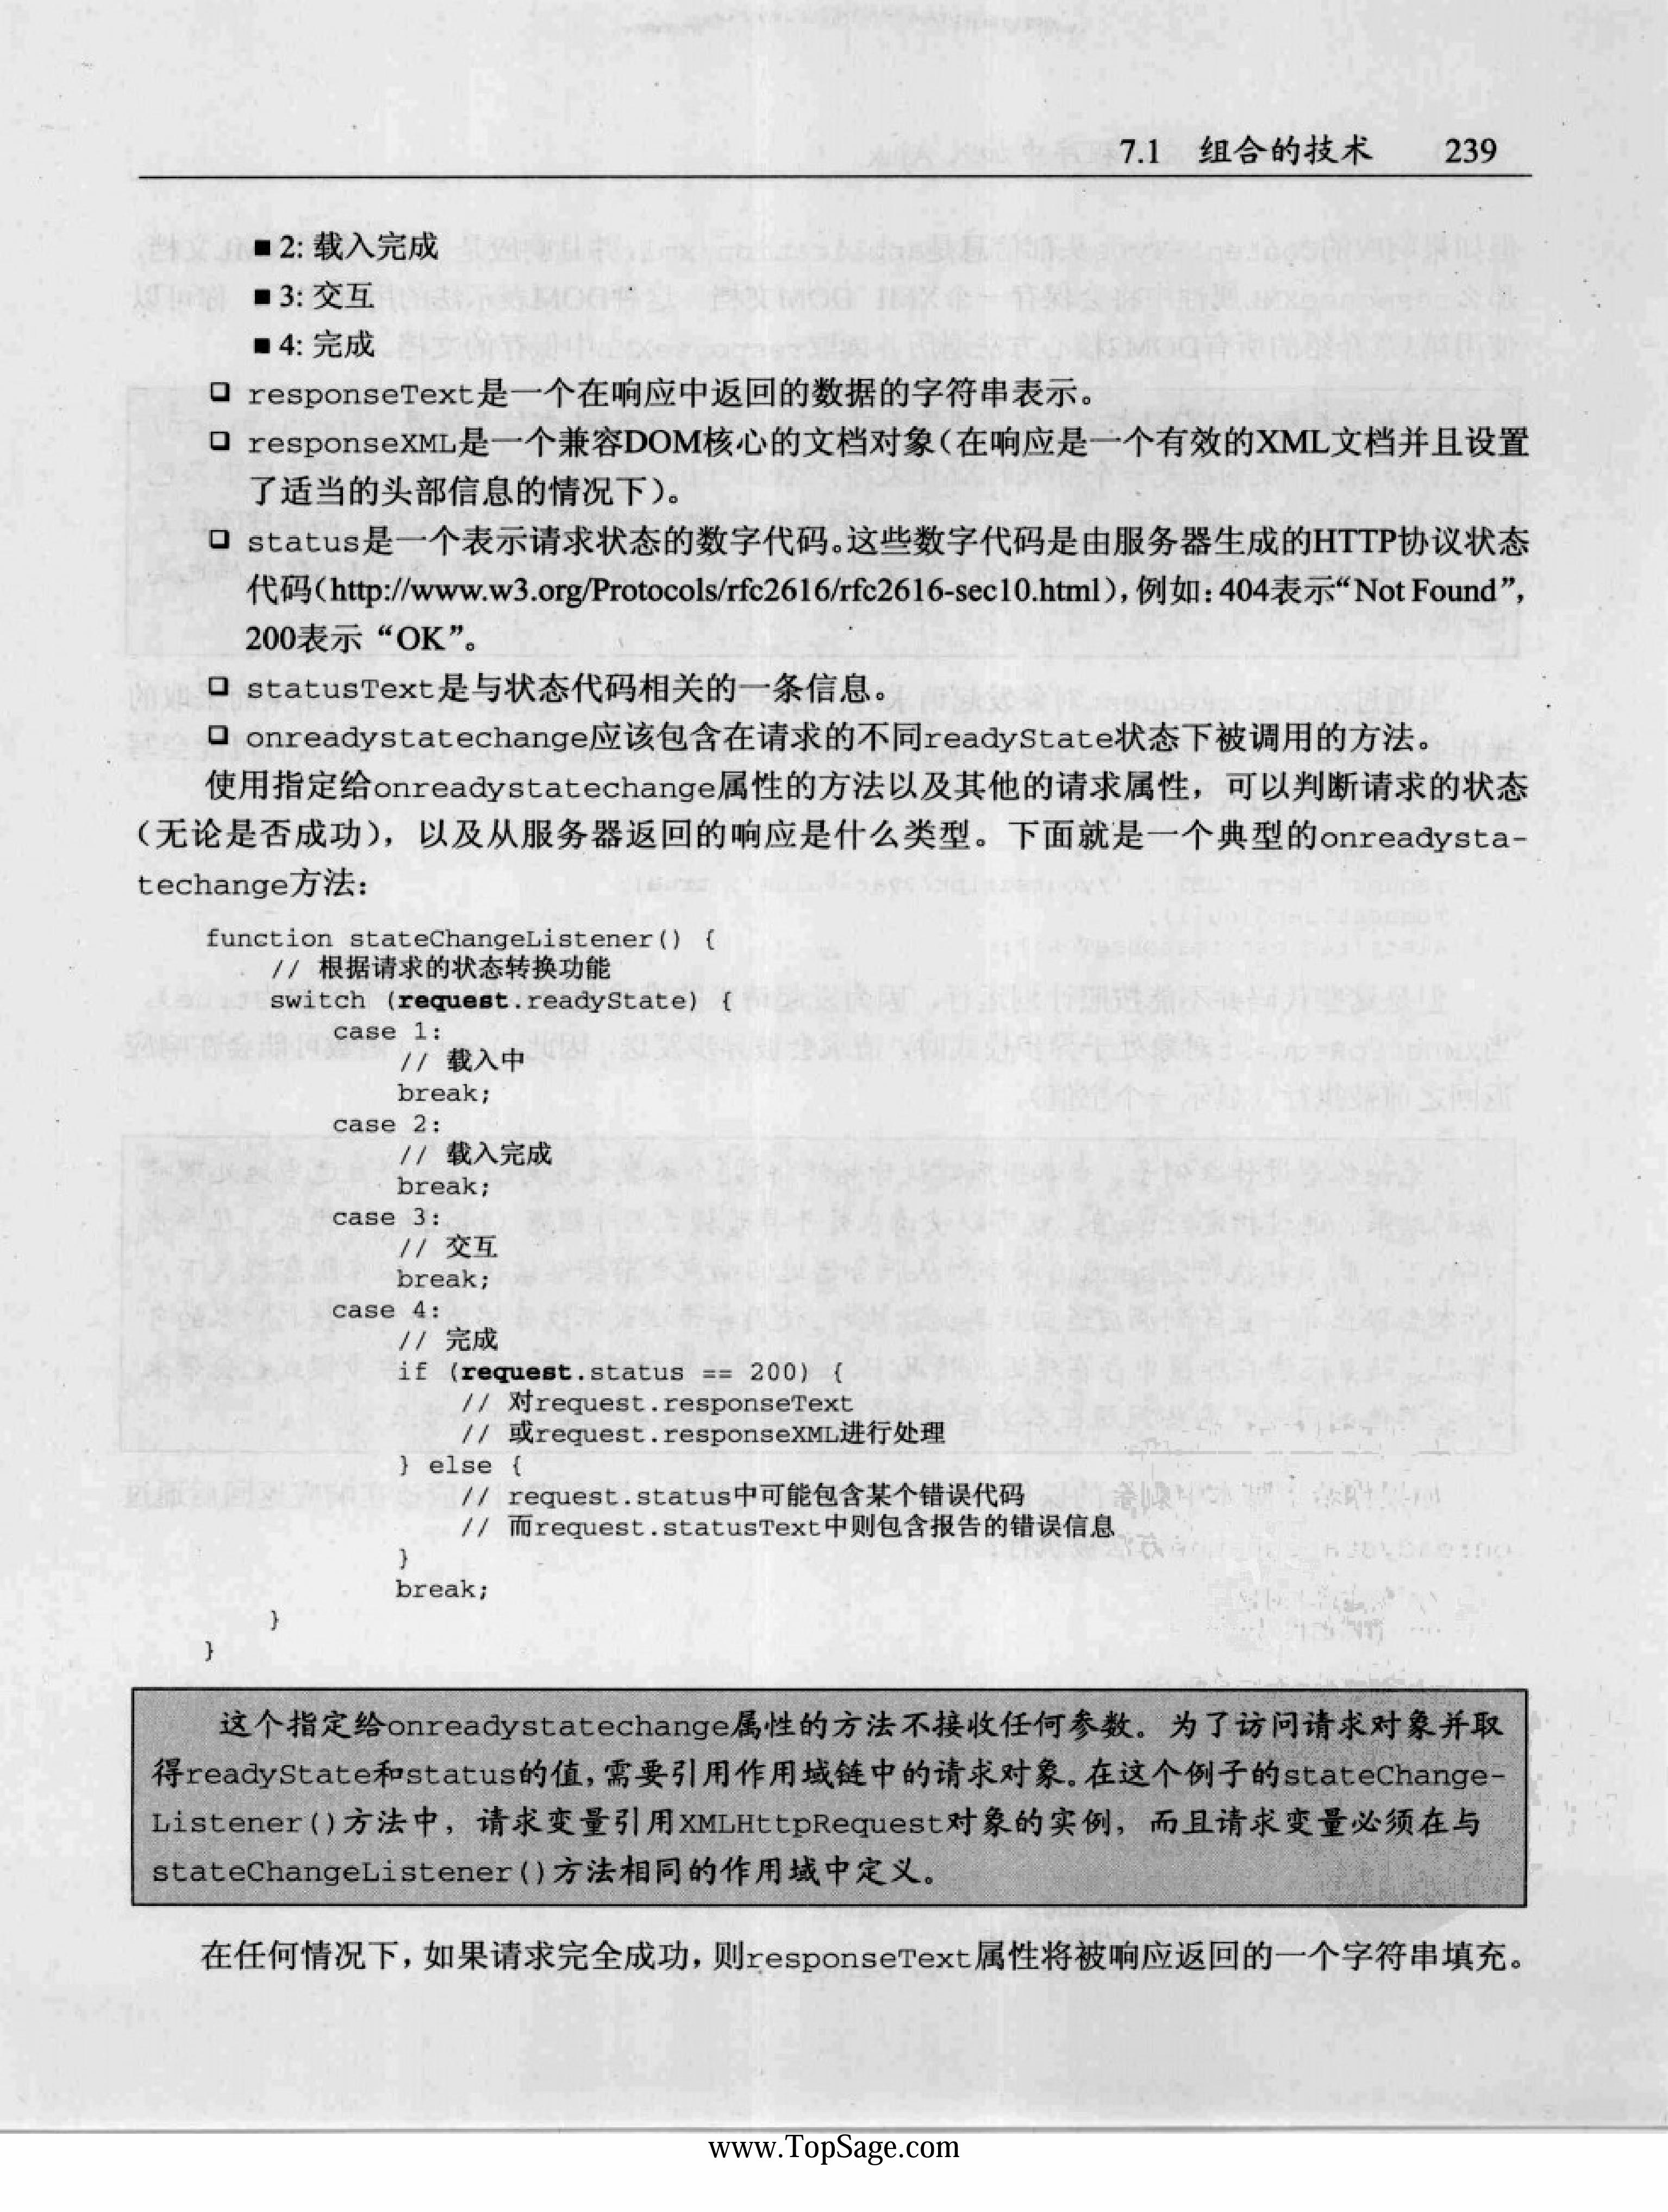 7.1 组合的技术 239
■ 2: 载入完成
■ 3: 交互
■ 4: 完成
❑ responseText是一个在响应中返回的数据的字符串表示。
❑ responseXML是一个兼容DOM核心的文档对象（在响应是一个有效的XML文档并且设置
了适当的头部信息的情况下）。
❑ status是一个表示请求状态的数字代码。这些数字代码是由服务器生成的HTTP协议状态
代码（http://www.w3.org/Protocols/rfc2616/rfc2616-sec10.html），例如：404表示“Not Found”，
200表示“OK”。
❑ statusText是与状态代码相关的一条信息。
❑ onreadystatechange应该包含在请求的不同readyState状态下被调用的方法。
使用指定给onreadystatechange属性的方法以及其他的请求属性，可以判断请求的状态
（无论是否成功），以及从服务器返回的响应是什么类型。下面就是一个典型的onreadysta-
techange方法：
function stateChangeListener() {
// 根据请求的状态转换功能
switch (request.readyState) {
case 1:
// 载入中
break;
case 2:
// 载入完成
break;
case 3:
// 交互
break;
case 4:
// 完成
if (request.status == 200) {
// 对request.responseText
// 或request.responseXML进行处理
} else {
// request.status中可能包含某个错误代码
// 而request.statusText中则包含报告的错误信息
}
break;
}
}
这个指定给onreadystatechange属性的方法不接收任何参数。为了访问请求对象并取
得readyState和status的值，需要引用作用域链中的请求对象。在这个例子的stateChange-
Listener()方法中，请求变量引用XMLHttpRequest对象的实例，而且请求变量必须在与
stateChangeListener()方法相同的作用域中定义。
在任何情况下，如果请求完全成功，则responseText属性将被响应返回的一个字符串填充。
www.TopSage.com